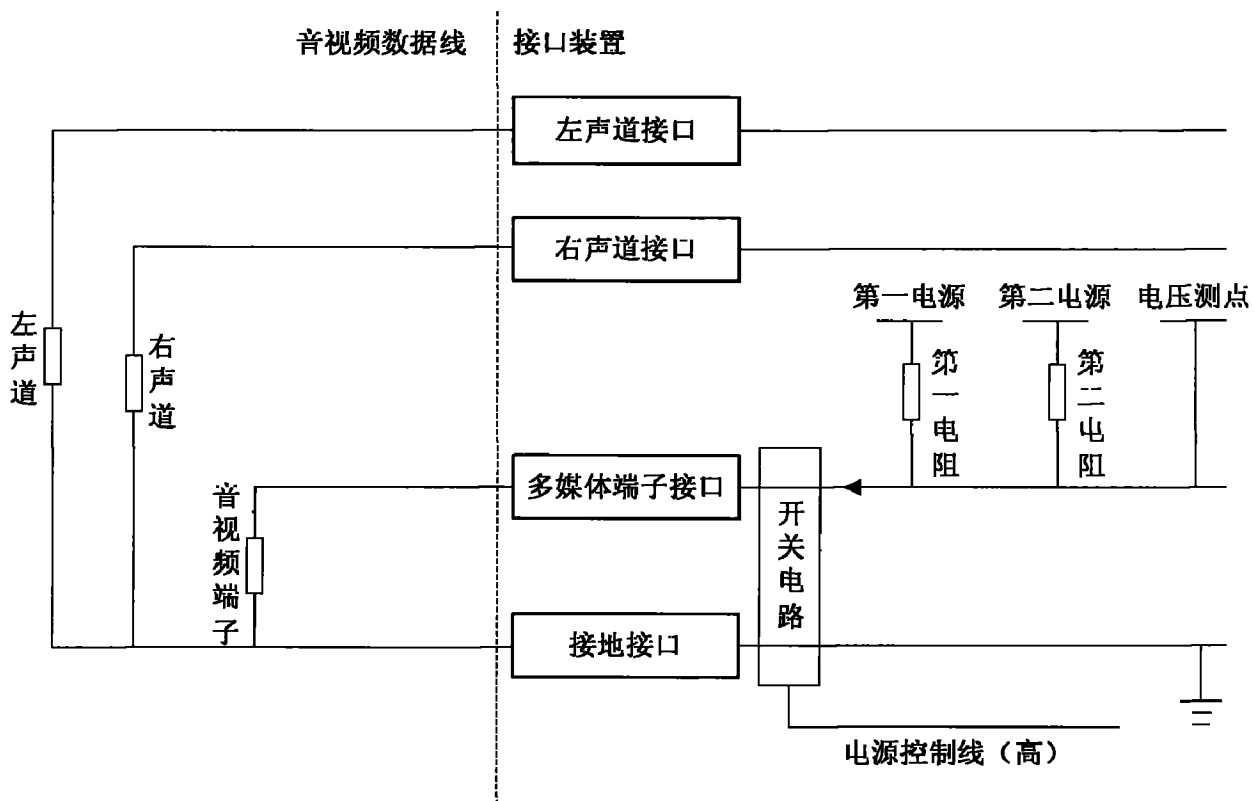 音视频数据线
接口装置
左声道接口
右声道接口
第一电源
第二电源
电压测点
左声道
右声道
第一电阻
第二电阻
音视频端子
多媒体端子接口
开关电路
接地接口
电源控制线（高）